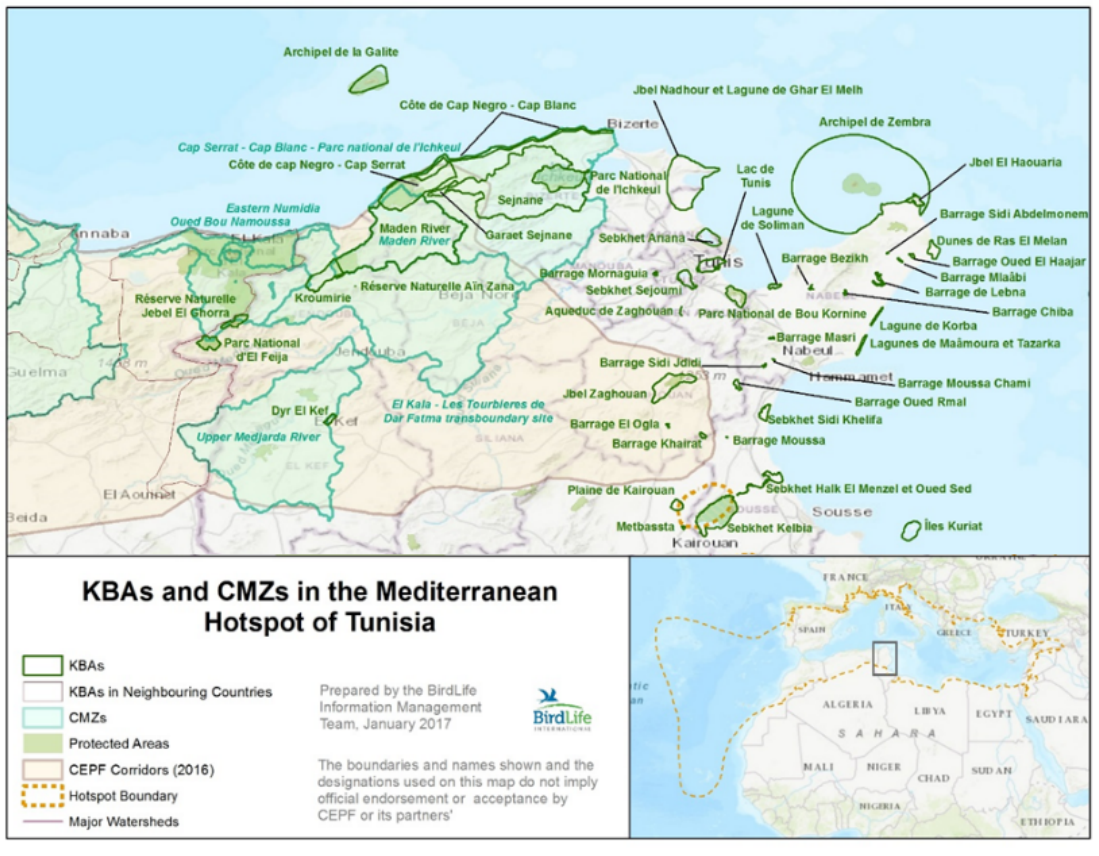 Archipel de la Galite
Côte de Cap Negro - Cap Blanc
Jbel Nadhour et Lagune de Ghar El Melh
Bizerte
Archipel de Zembra
Cap Serrat - Cap Blanc - Parc national de l'Ichkeul
Côte de cap Negro - Cap Serrat
Jbel El Haouaria
Lac de
Tunis
Parc National
de l'Ichkeul
Sejnane
Eastern Numidia
Oued Bou Namoussa
Lagune
de Soliman
Barrage Sidi Abdelmonem
Annaba
Maden River
Maden River
Garaet Sejnane
Sebkhet Ariana
Dunes de Ras El Melan
Tunis
Barrage Bezikh
Barrage Oued El Haajar
Barrage Mornaguia
Barrage Mlaâbi
Réserve Naturelle Aïn Zana
Sebkhet Sejoumi
Barrage de Lebna
Béja Nord
Réserve Naturelle
Jebel El Ghorra
Kroumirie
Aqueduc de Zaghouan
Parc National de Bou Kornine
Barrage Chiba
BEJA
Lagune de Korba
Parc National
d'El Feija
Jendouba
Barrage Masri
Nabeul
Lagunes de Maâmoura et Tazarka
Guelma
Barrage Sidi Jdidi
Hammamet
Barrage Moussa Chami
Jbel Zaghouan
Barrage Oued Rmal
Dyr El Kef
El Kef
El Kala - Les Tourbieres de
Dar Fatma transboundary site
Sebkhet Sidi Khelifa
Upper Medjarda River
Barrage El Ogla
Barrage Khairat
Barrage Moussa
SILIANA
EL KEF
El Aouinet
Plaine de Kairouan
Sebkhet Halk El Menzel et Oued Sed
Beida
Sousse
Metbassta
Sebkhet Kelbia
Îles Kuriat
Kairouan
KBAs and CMZs in the Mediterranean
Hotspot of Tunisia
KBAs
KBAs in Neighbouring Countries
CMZs
Protected Areas
CEPF Corridors (2016)
Hotspot Boundary
Major Watersheds
Prepared by the BirdLife
Information Management
Team, January 2017
BirdLife
INTERNATIONAL
The boundaries and names shown and the
designations used on this map do not imply
official endorsement or acceptance by
CEPF or its partners'
FRANCE
ITALY
SPAIN
GREECE
TURKEY
ALGERIA
LIBYA
EGYPT
SAUDI ARA
SAHARA
MALI
NIGER
CHAD
SUDAN
NIGERIA
ETHIOPIA